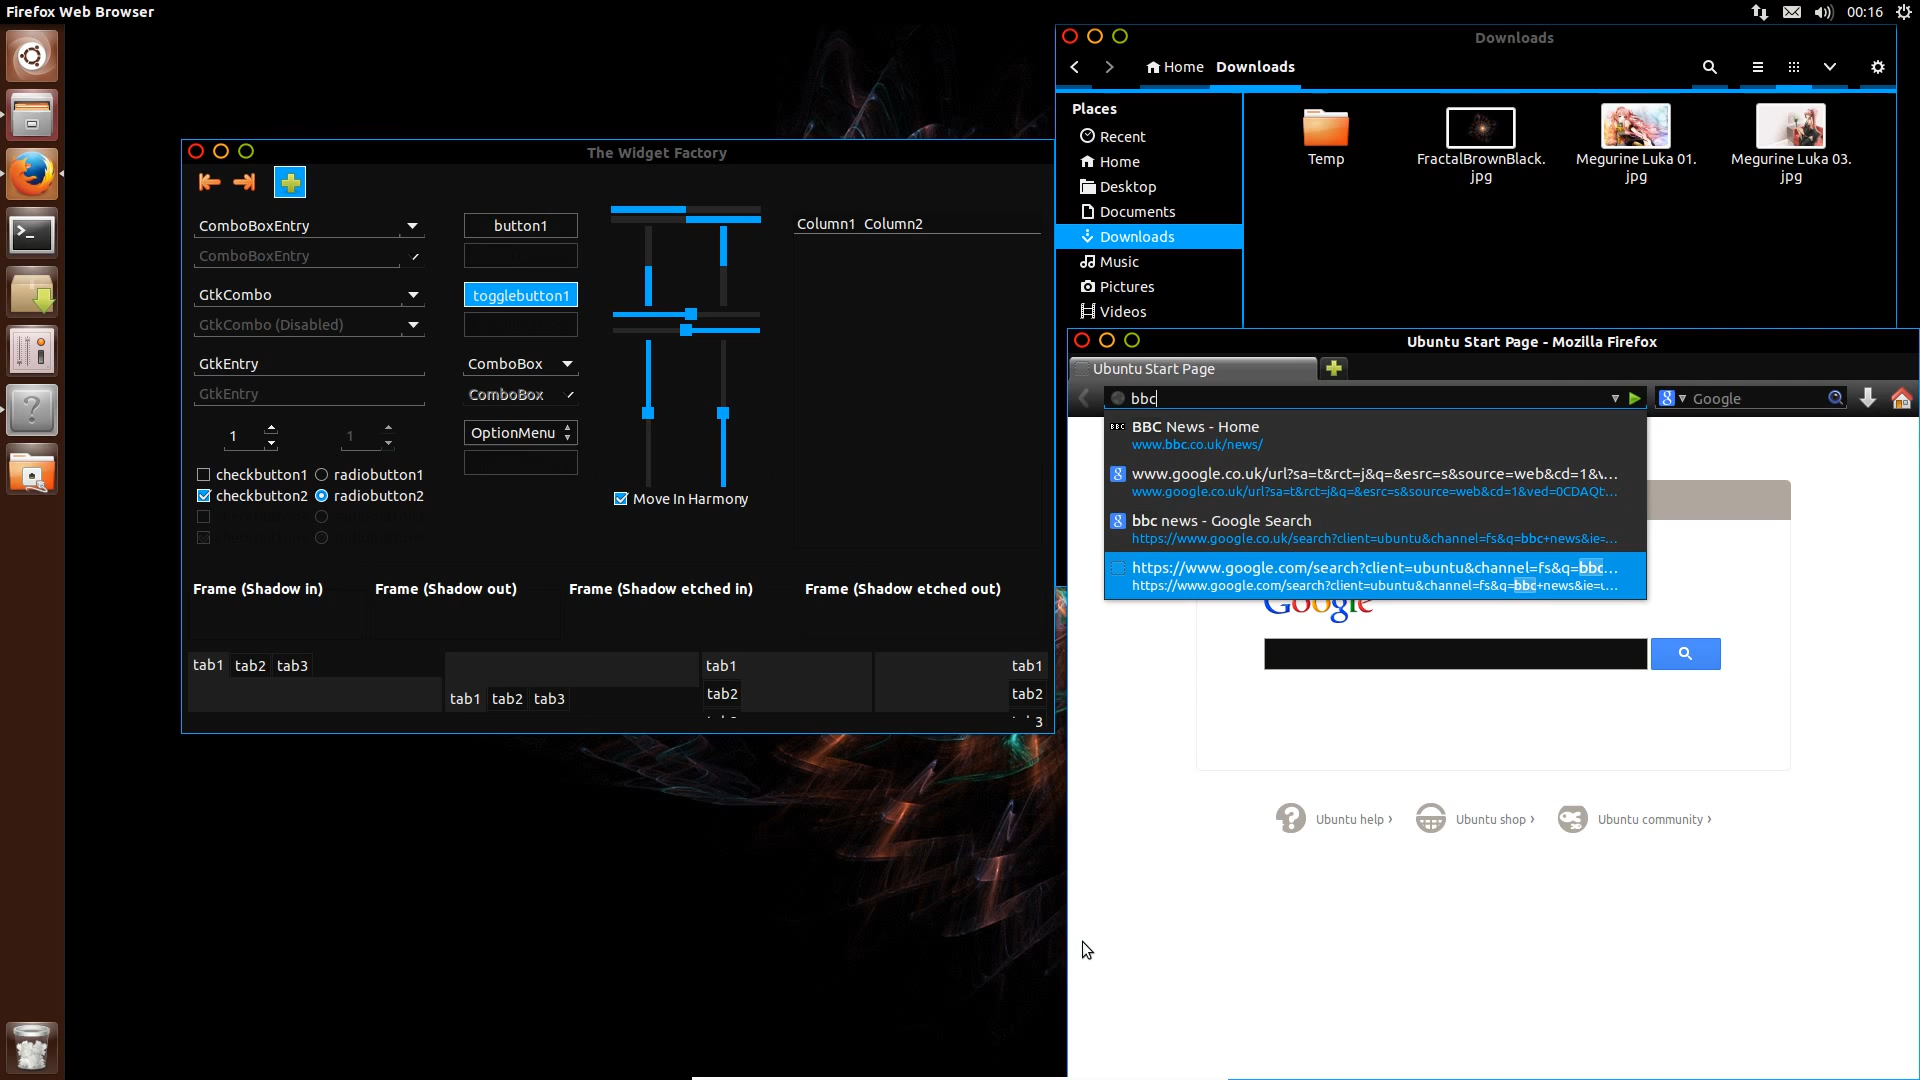 Firefox Web Browser
00:16
Downloads
Home Downloads
Places
Recent
Home
Desktop
Documents
Downloads
Music
Pictures
Videos
Temp
FractalBrownBlack.
jpg
Megurine Luka 01.
jpg
Megurine Luka 03.
jpg
The Widget Factory
ComboBoxEntry
ComboBoxEntry
GtkCombo
GtkCombo (Disabled)
GtkEntry
GtkEntry
1
1
checkbutton1 radiobutton1
checkbutton2 radiobutton2
button1
togglebutton1
ComboBox
ComboBox
OptionMenu
Move In Harmony
Column1 Column2
Frame (Shadow in)
Frame (Shadow out)
Frame (Shadow etched in)
Frame (Shadow etched out)
tab1 tab2 tab3
tab1 tab2 tab3
tab1
tab2
tab1
tab2
Ubuntu Start Page - Mozilla Firefox
Ubuntu Start Page
bbc
Google
BBC News - Home
www.bbc.co.uk/news/
www.google.co.uk/url?sa=t&rct=j&q=&esrc=s&source=web&cd=1&v...
www.google.co.uk/url?sa=t&rct=j&q=&esrc=s&source=web&cd=1&ved=0CDAQt...
bbc news - Google Search
https://www.google.co.uk/search?client=ubuntu&channel=fs&q=bbc+news&ie=...
https://www.google.com/search?client=ubuntu&channel=fs&q=bbc...
https://www.google.com/search?client=ubuntu&channel=fs&q=bbc+news&ie=u...
Google
Ubuntu help ›
Ubuntu shop ›
Ubuntu community ›